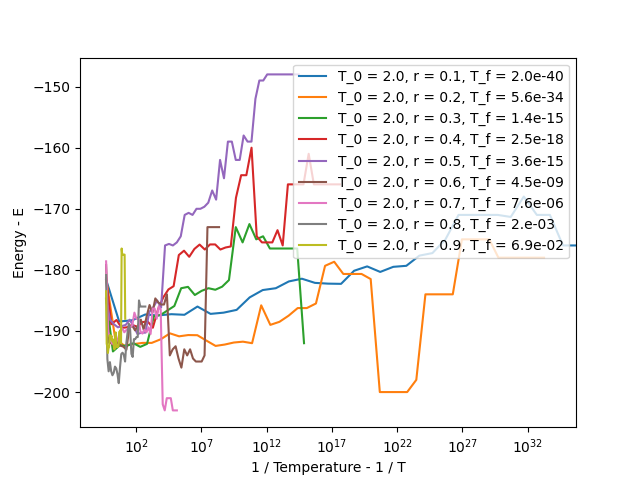 −150
−160
−170
−180
−190
−200
Energy - E
10^2
10^7
10^12
10^17
10^22
10^27
10^32
1 / Temperature - 1 / T
T_0 = 2.0, r = 0.1, T_f = 2.0e-40
T_0 = 2.0, r = 0.2, T_f = 5.6e-34
T_0 = 2.0, r = 0.3, T_f = 1.4e-15
T_0 = 2.0, r = 0.4, T_f = 2.5e-18
T_0 = 2.0, r = 0.5, T_f = 3.6e-15
T_0 = 2.0, r = 0.6, T_f = 4.5e-09
T_0 = 2.0, r = 0.7, T_f = 7.6e-06
T_0 = 2.0, r = 0.8, T_f = 2e-03
T_0 = 2.0, r = 0.9, T_f = 6.9e-02